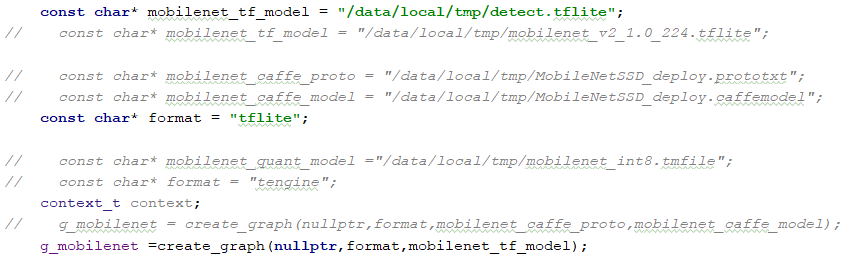 const char* mobilenet_tf_model = "/data/local/tmp/detect.tflite";
//    const char* mobilenet_tf_model = "/data/local/tmp/mobilenet_v2_1.0_224.tflite";
//    const char* mobilenet_caffe_proto = "/data/local/tmp/MobileNetSSD_deploy.prototxt";
//    const char* mobilenet_caffe_model = "/data/local/tmp/MobileNetSSD_deploy.caffemodel";
    const char* format = "tflite";
//    const char* mobilenet_quant_model ="/data/local/tmp/mobilenet_int8.tmfile";
//    const char* format = "tengine";
    context_t context;
//    g_mobilenet = create_graph(nullptr,format,mobilenet_caffe_proto,mobilenet_caffe_model);
    g_mobilenet =create_graph(nullptr,format,mobilenet_tf_model);